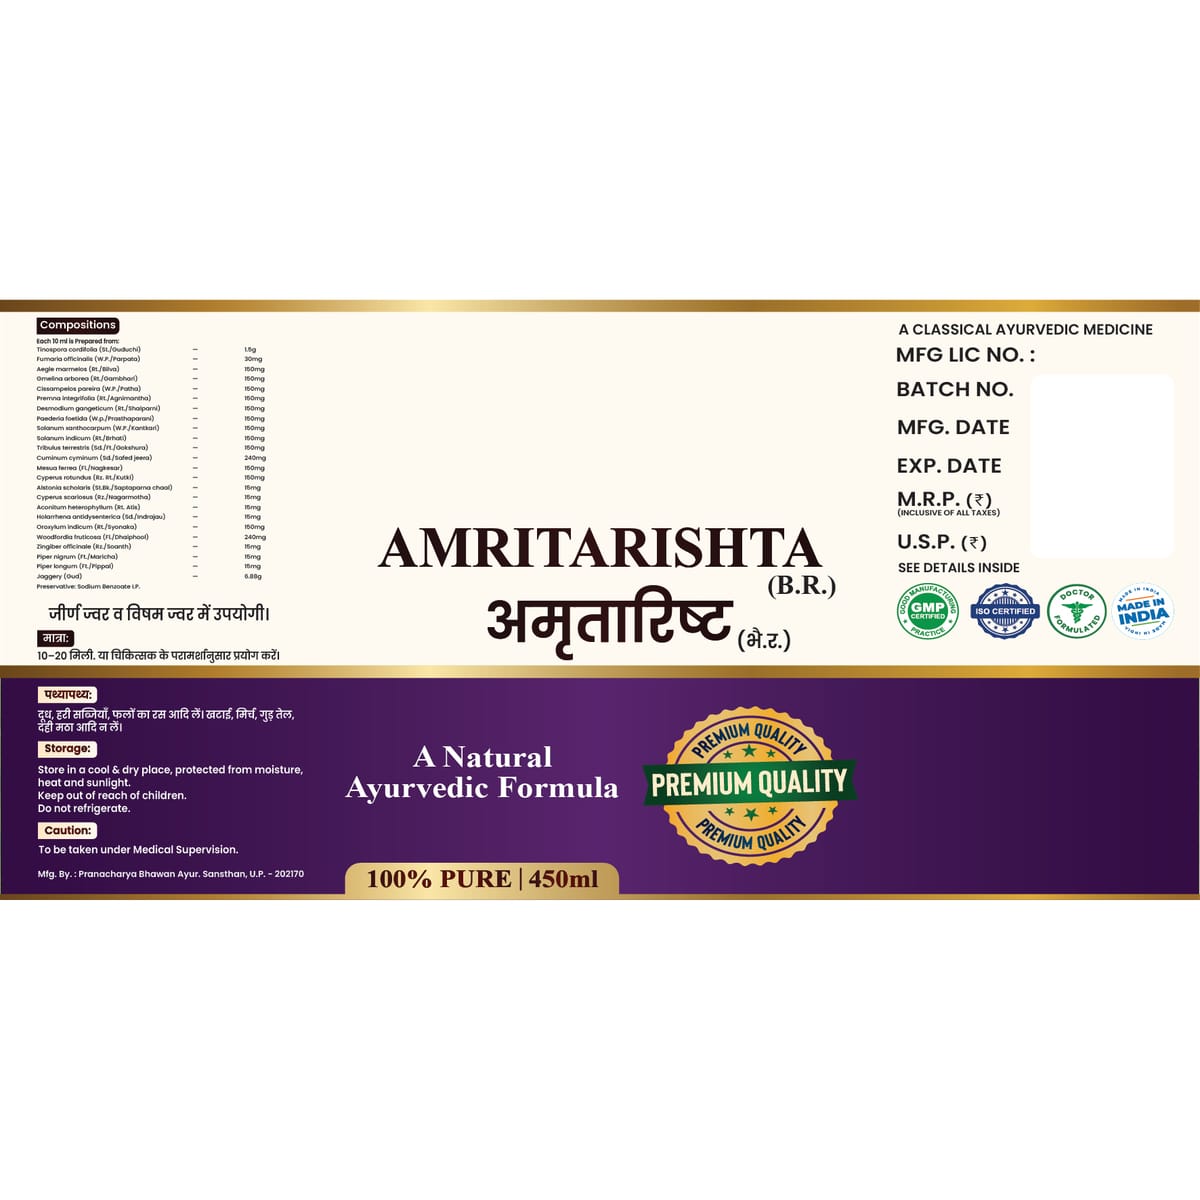 Compositions
Each 10 ml is Prepared from:
Tinospora cordifolia (St./Guduchi) – 1.5g
Fumaria officinalis (W.P./Parpata) – 30mg
Aegle marmelos (Rt./Bilva) – 150mg
Gmelina arborea (Rt./Gambhari) – 150mg
Cissampelos pareira (W.P./Patha) – 150mg
Premna integrifolia (Rt./Agnimantha) – 150mg
Desmodium gangeticum (Rt./Shalparni) – 150mg
Paederia foetida (W.p./Prasthaparani) – 150mg
Solanum xanthocarpum (W.P./Kantkari) – 150mg
Solanum indicum (Rt./Brhati) – 150mg
Tribulus terrestris (Sd./Ft./Gokshura) – 150mg
Cuminum cyminum (Sd./Safed jeera) – 240mg
Mesua ferrea (Fl./Nagkesar) – 150mg
Cyperus rotundus (Rz. Rt./Kutki) – 150mg
Alstonia scholaris (St.Bk./Saptaparna chaal) – 15mg
Cyperus scariosus (Rz./Nagarmotha) – 15mg
Aconitum heterophyllum (Rt. Atis) – 15mg
Holarrhena antidysenterica (Sd./Indrajau) – 15mg
Oroxylum indicum (Rt./Syonaka) – 150mg
Woodfordia fruticosa (Fl./Dhaiphool) – 240mg
Zingiber officinale (Rz./Soanth) – 15mg
Piper nigrum (Ft./Maricha) – 15mg
Piper longum (Ft./Pippal) – 15mg
Jaggery (Gud) – 6.88g
Preservative: Sodium Benzoate I.P.
जीर्ण ज्वर व विषम ज्वर में उपयोगी।
मात्रा:
10–20 मिली. या चिकित्सक के परामर्शानुसार प्रयोग करें।
पथ्यापथ्य:
दूध, हरी सब्जियाँ, फलों का रस आदि लें। खटाई, मिर्च, गुड़ तेल,
दही मठा आदि न लें।
Storage:
Store in a cool & dry place, protected from moisture,
heat and sunlight.
Keep out of reach of children.
Do not refrigerate.
Caution:
To be taken under Medical Supervision.
Mfg. By. : Pranacharya Bhawan Ayur. Sansthan, U.P. - 202170
AMRITARISHTA
(B.R.)
अमृतारिष्ट (भै.र.)
A Natural
Ayurvedic Formula
100% PURE | 450ml
PREMIUM QUALITY
PREMIUM QUALITY
PREMIUM QUALITY
A CLASSICAL AYURVEDIC MEDICINE
MFG LIC NO. :
BATCH NO.
MFG. DATE
EXP. DATE
M.R.P. (₹)
(INCLUSIVE OF ALL TAXES)
U.S.P. (₹)
SEE DETAILS INSIDE
GOOD MANUFACTURING
GMP
CERTIFIED
PRACTICE
ISO CERTIFIED
DOCTOR
FORMULATED
MADE IN INDIA
MADE IN
INDIA
MADE IN INDIA